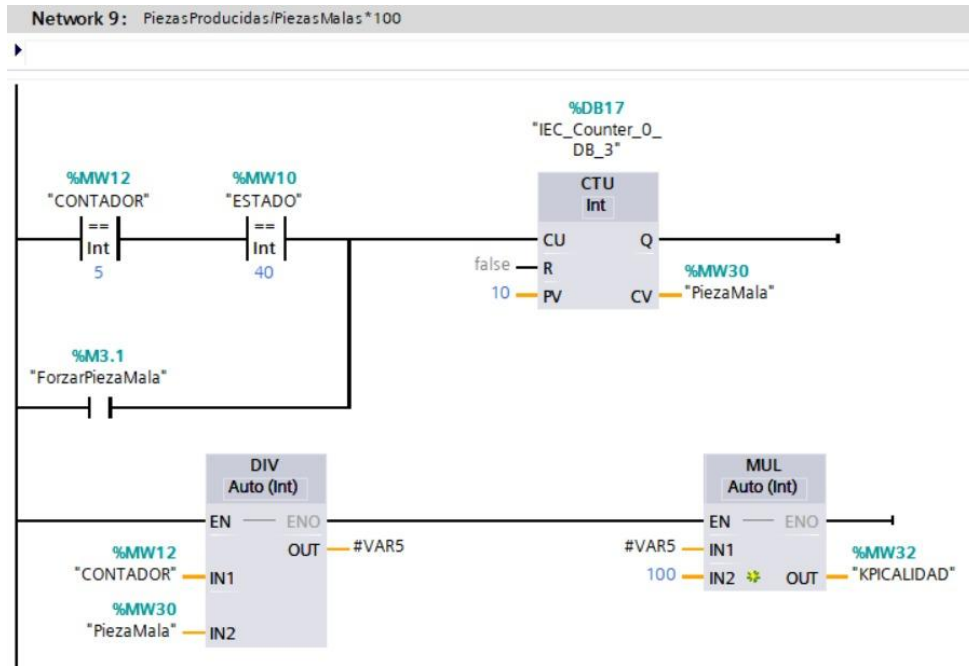 Network 9: PiezasProducidas/PiezasMalas*100
%DB17
"IEC_Counter_0_
DB_3"
%MW12
"CONTADOR"
==
Int
5
%MW10
"ESTADO"
==
Int
40
CTU
Int
CU
Q
false
R
10
PV
CV
%MW30
"PiezaMala"
%M3.1
"ForzarPiezaMala"
DIV
Auto (Int)
EN
ENO
OUT
#VAR5
%MW12
"CONTADOR"
IN1
%MW30
"PiezaMala"
IN2
MUL
Auto (Int)
EN
ENO
#VAR5
IN1
100
IN2
OUT
%MW32
"KPICALIDAD"